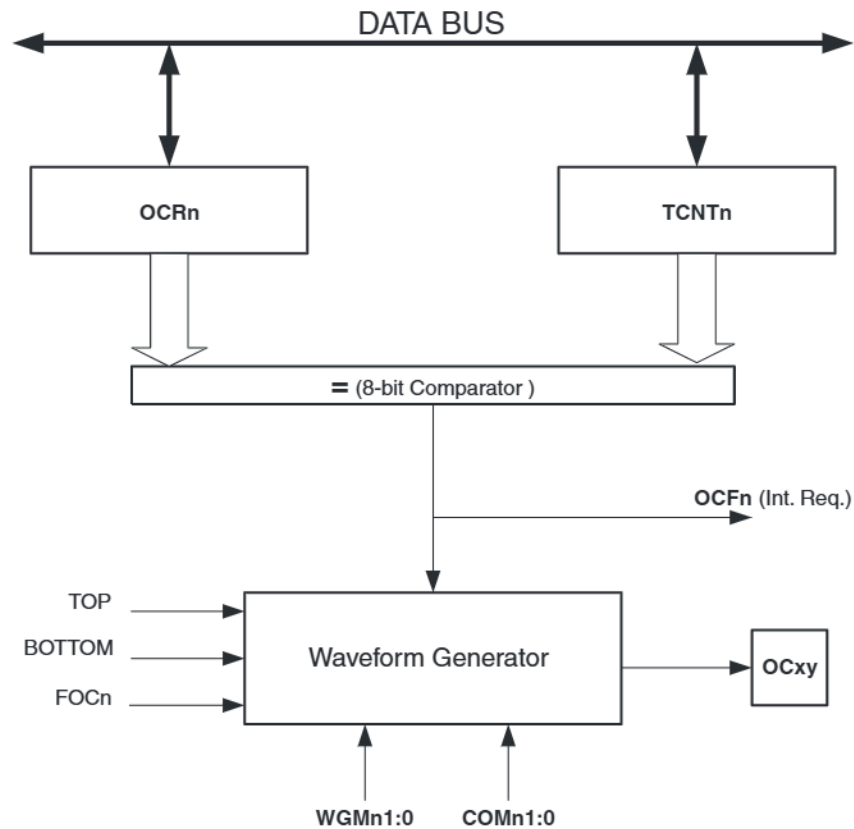 DATA BUS
OCRn
TCNTn
= (8-bit Comparator )
OCFn (Int. Req.)
TOP
BOTTOM
FOCn
Waveform Generator
OCxy
WGMn1:0
COMn1:0